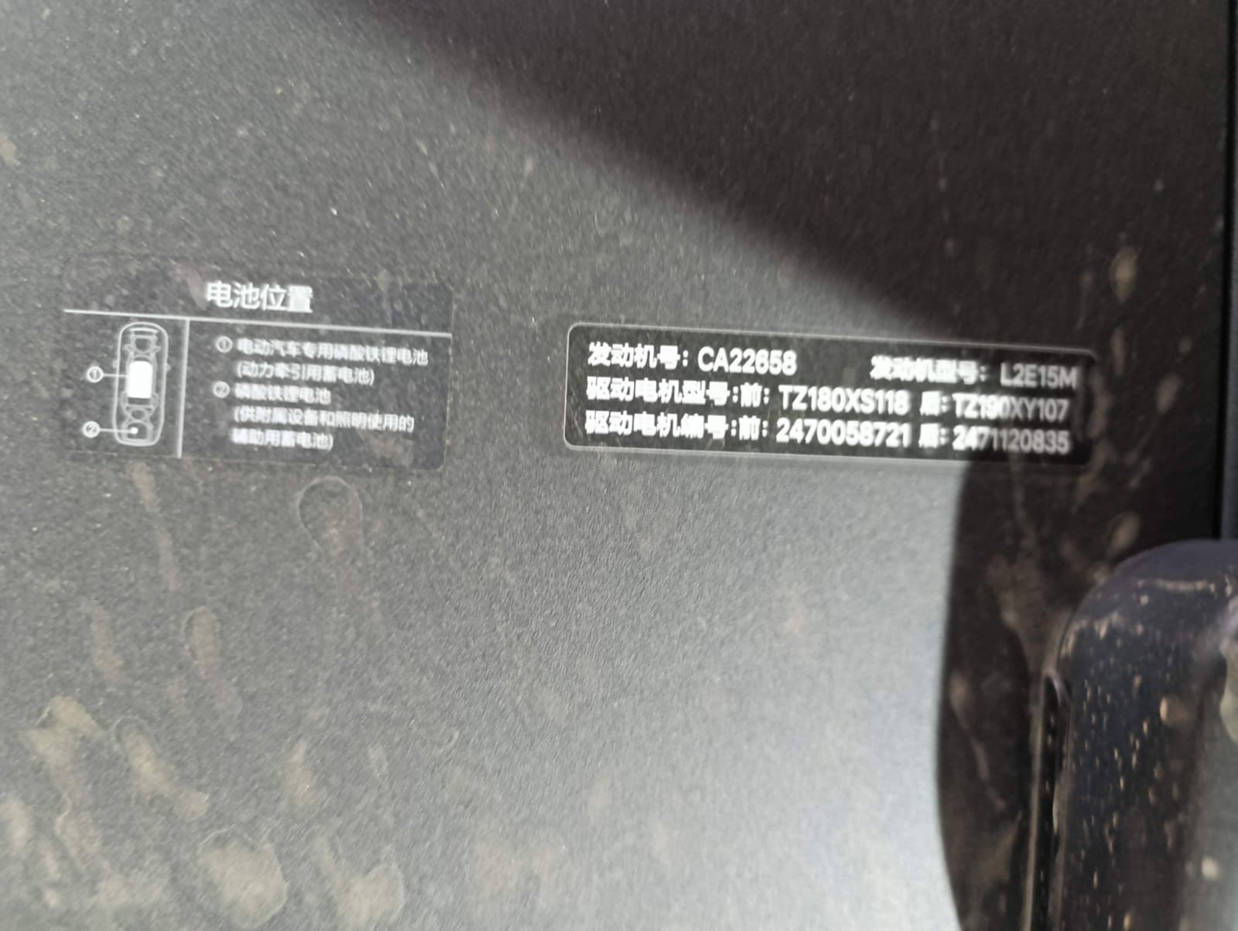 电池位置
① 电动汽车专用磷酸铁锂电池
(动力牵引用蓄电池)
② 磷酸铁锂电池
(供附属设备和照明使用的
辅助用蓄电池)
①
②
发动机号: CA22658 发动机型号: L2E15M
驱动电机型号:前: TZ180XS118 后:TZ190XY107
驱动电机编号:前: 2470058721 后: 2471120835